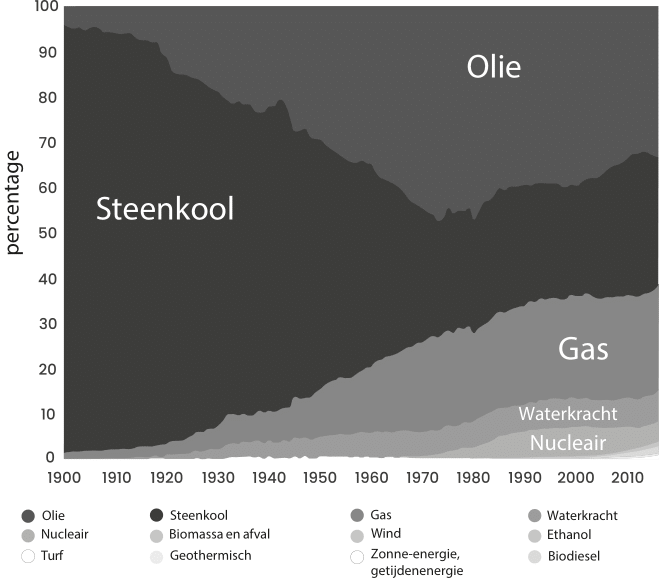 100
90
80
70
60
50
40
30
20
10
0
percentage
Olie
Steenkool
Gas
Waterkracht
Nucleair
1900 1910 1920 1930 1940 1950 1960 1970 1980 1990 2000 2010
Olie Steenkool Gas Waterkracht
Nucleair Biomassa en afval Wind Ethanol
Turf Geothermisch Zonne-energie, Biodiesel
getijdenenergie